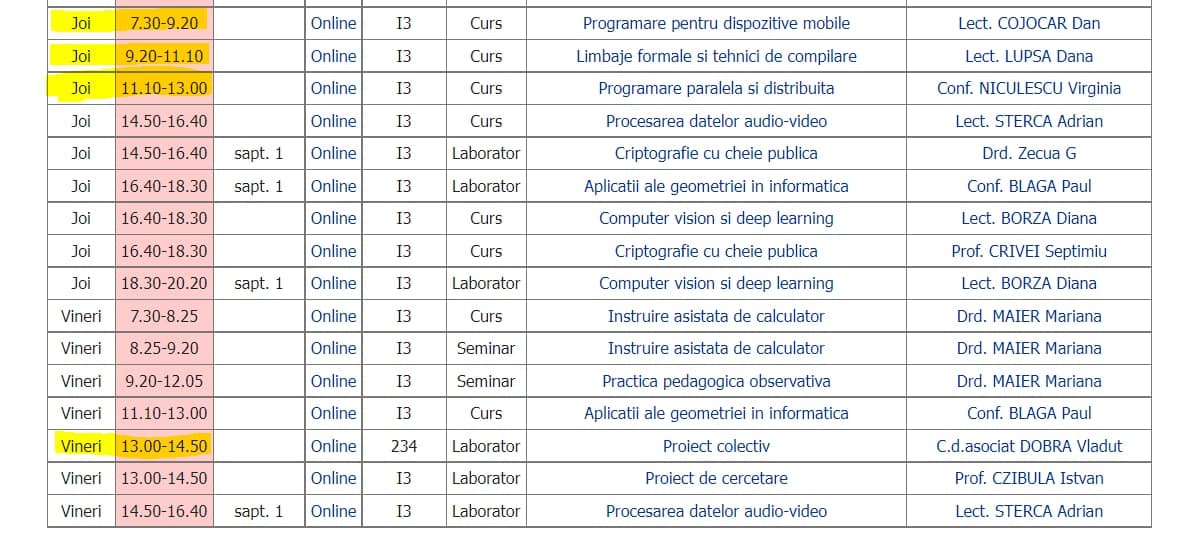 Joi 7.30-9.20 Online I3 Curs Programare pentru dispozitive mobile Lect. COJOCAR Dan
Joi 9.20-11.10 Online I3 Curs Limbaje formale si tehnici de compilare Lect. LUPSA Dana
Joi 11.10-13.00 Online I3 Curs Programare paralela si distribuita Conf. NICULESCU Virginia
Joi 14.50-16.40 Online I3 Curs Procesarea datelor audio-video Lect. STERCA Adrian
Joi 14.50-16.40 sapt. 1 Online I3 Laborator Criptografie cu cheie publica Drd. Zecua G
Joi 16.40-18.30 sapt. 1 Online I3 Laborator Aplicatii ale geometriei in informatica Conf. BLAGA Paul
Joi 16.40-18.30 Online I3 Curs Computer vision si deep learning Lect. BORZA Diana
Joi 16.40-18.30 Online I3 Curs Criptografie cu cheie publica Prof. CRIVEI Septimiu
Joi 18.30-20.20 sapt. 1 Online I3 Laborator Computer vision si deep learning Lect. BORZA Diana
Vineri 7.30-8.25 Online I3 Curs Instruire asistata de calculator Drd. MAIER Mariana
Vineri 8.25-9.20 Online I3 Seminar Instruire asistata de calculator Drd. MAIER Mariana
Vineri 9.20-12.05 Online I3 Seminar Practica pedagogica observativa Drd. MAIER Mariana
Vineri 11.10-13.00 Online I3 Curs Aplicatii ale geometriei in informatica Conf. BLAGA Paul
Vineri 13.00-14.50 Online 234 Laborator Proiect colectiv C.d.asociat DOBRA Vladut
Vineri 13.00-14.50 Online I3 Laborator Proiect de cercetare Prof. CZIBULA Istvan
Vineri 14.50-16.40 sapt. 1 Online I3 Laborator Procesarea datelor audio-video Lect. STERCA Adrian